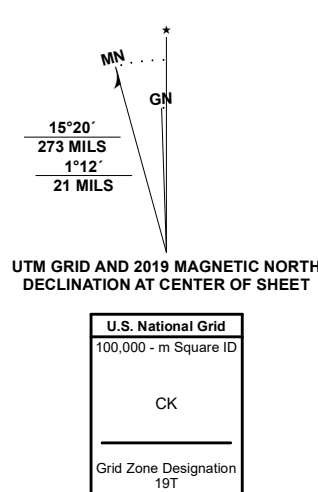 ★
MN
GN
15°20´
273 MILS
1°12´
21 MILS
UTM GRID AND 2019 MAGNETIC NORTH
DECLINATION AT CENTER OF SHEET
U.S. National Grid
100,000 - m Square ID
CK
Grid Zone Designation
19T